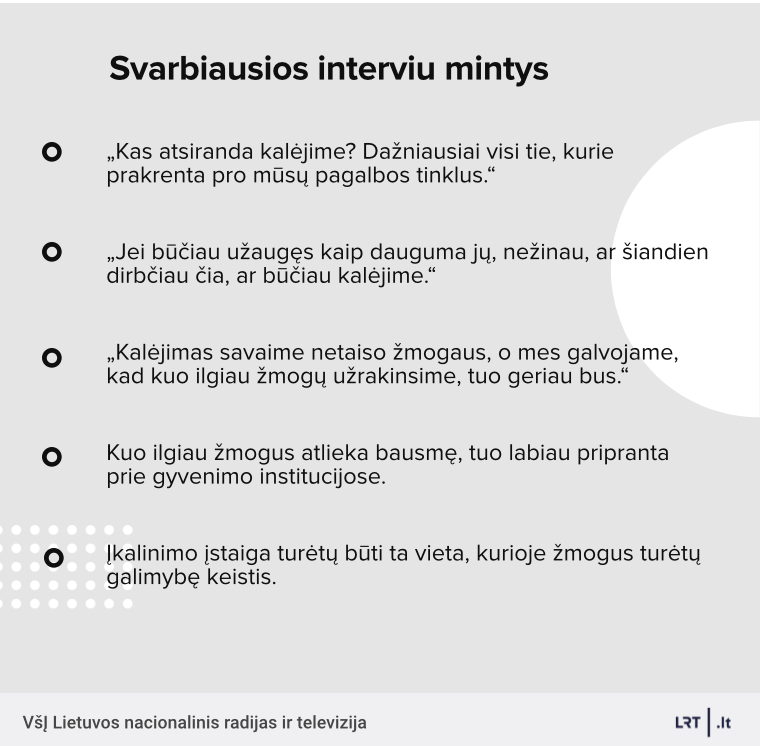 Svarbiausios interviu mintys
„Kas atsiranda kalėjime? Dažniausiai visi tie, kurie
prakrenta pro mūsų pagalbos tinklus.“
„Jei būčiau užaugęs kaip dauguma jų, nežinau, ar šiandien
dirbčiau čia, ar būčiau kalėjime.“
„Kalėjimas savaime netaiso žmogaus, o mes galvojame,
kad kuo ilgiau žmogų užrakinsime, tuo geriau bus.“
Kuo ilgiau žmogus atlieka bausmę, tuo labiau pripranta
prie gyvenimo institucijose.
Įkalinimo įstaiga turėtų būti ta vieta, kurioje žmogus turėtų
galimybę keistis.
VšĮ Lietuvos nacionalinis radijas ir televizija
LRT | .lt